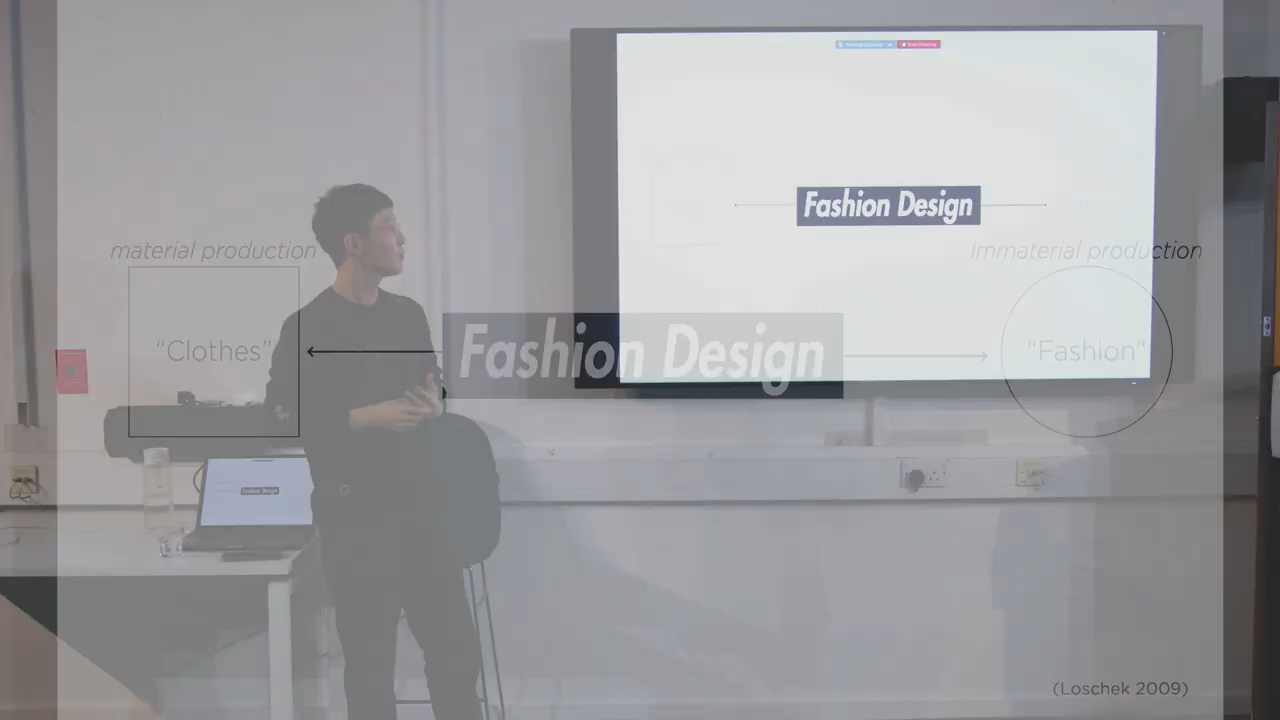 Fashion Design
material production
immaterial production
“Clothes”
Fashion Design
“Fashion”
Fashion Design
(Loschek 2009)